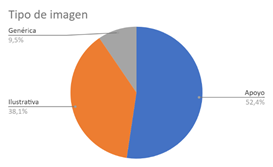 Tipo de imagen
Genérica
9,5%
Apoyo
52,4%
Ilustrativa
38,1%